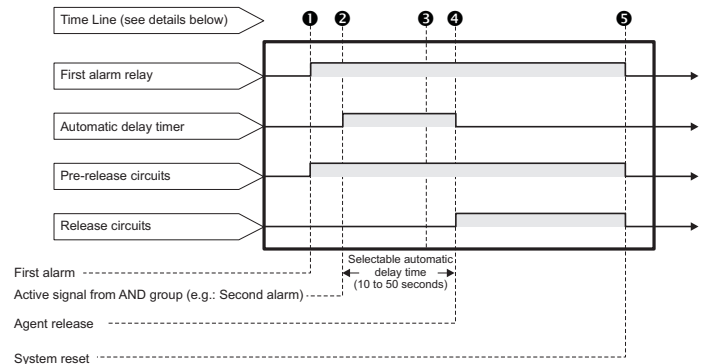 Time Line (see details below)
❶ ❷ ❸ ❹ ❺
First alarm relay
Automatic delay timer
Pre-release circuits
Release circuits
Selectable automatic
delay time
(10 to 50 seconds)
First alarm
Active signal from AND group (e.g.: Second alarm)
Agent release
System reset